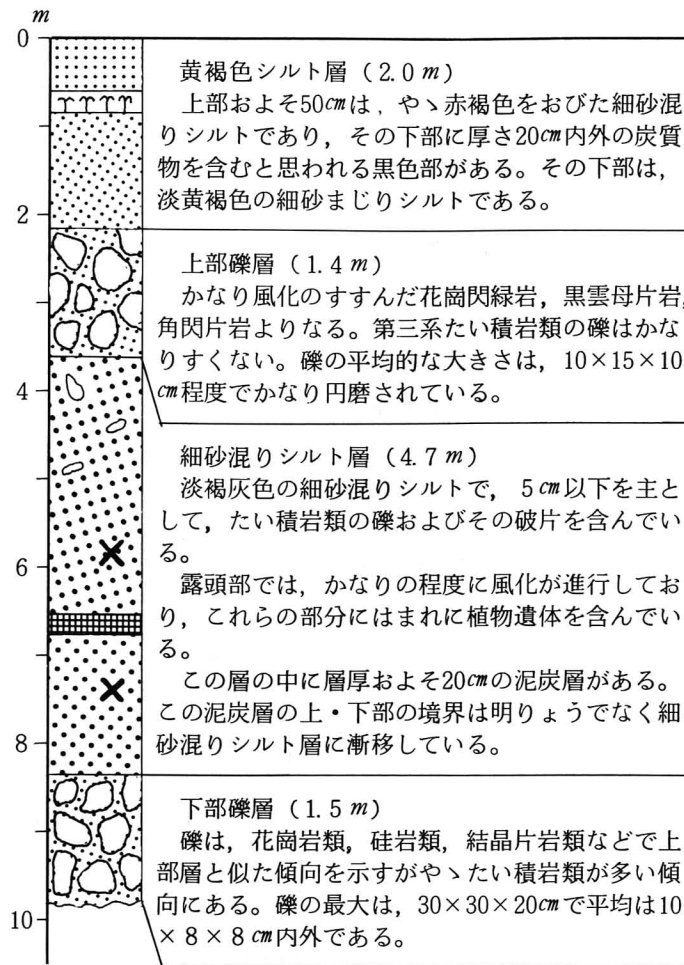 m
0
2
4
6
8
10
黄褐色シルト層（2.0 m）
上部およそ50cmは，やゝ赤褐色をおびた細砂混
りシルトであり，その下部に厚さ20cm内外の炭質
物を含むと思われる黒色部がある。その下部は，
淡黄褐色の細砂まじりシルトである。
上部礫層（1.4 m）
かなり風化のすすんだ花崗閃緑岩，黒雲母片岩，
角閃片岩よりなる。第三系たい積岩類の礫はかな
りすくない。礫の平均的な大きさは，10×15×10
cm程度でかなり円磨されている。
細砂混りシルト層（4.7 m）
淡褐灰色の細砂混りシルトで，5cm以下を主と
して，たい積岩類の礫およびその破片を含んでい
る。
露頭部では，かなりの程度に風化が進行してお
り，これらの部分にはまれに植物遺体を含んでい
る。
この層の中に層厚およそ20cmの泥炭層がある。
この泥炭層の上・下部の境界は明りょうでなく細
砂混りシルト層に漸移している。
下部礫層（1.5 m）
礫は，花崗岩類，硅岩類，結晶片岩類などで上
部層と似た傾向を示すがやゝたい積岩類が多い傾
向にある。礫の最大は，30×30×20cmで平均は10
×8×8cm内外である。